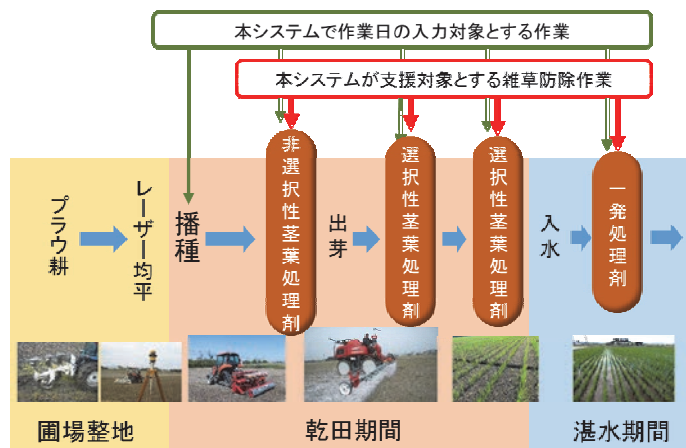 本システムで作業日の入力対象とする作業
本システムが支援対象とする雑草防除作業
プラウ耕
レーザー均平
播種
非選択性茎葉処理剤
出芽
選択性茎葉処理剤
選択性茎葉処理剤
入水
一発処理剤
圃場整地
乾田期間
湛水期間